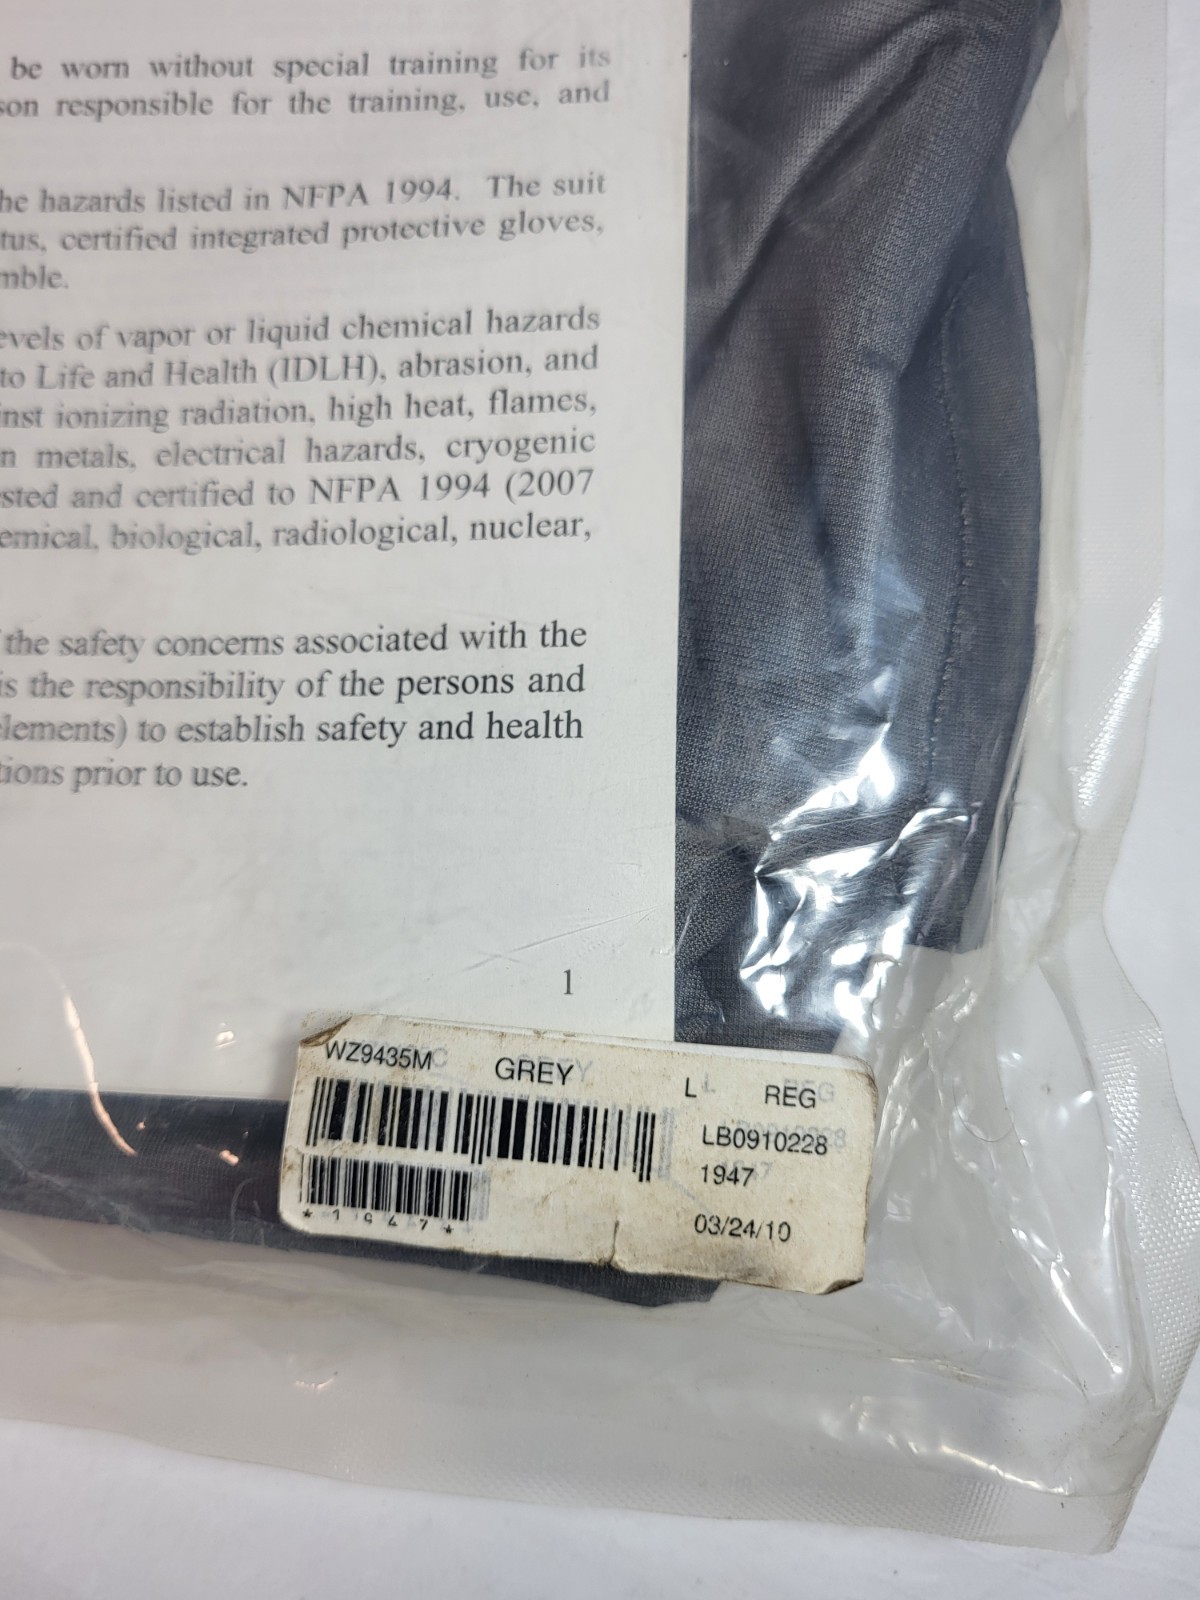 be worn without special training for its
son responsible for the training, use, and
he hazards listed in NFPA 1994. The suit
tus, certified integrated protective gloves,
mble.
evels of vapor or liquid chemical hazards
to Life and Health (IDLH), abrasion, and
inst ionizing radiation, high heat, flames,
n metals, electrical hazards, cryogenic
sted and certified to NFPA 1994 (2007
emical, biological, radiological, nuclear,
the safety concerns associated with the
is the responsibility of the persons and
elements) to establish safety and health
tions prior to use.
1
WZ9435M GREY L REG
LB0910228
1947
*1947*
03/24/10